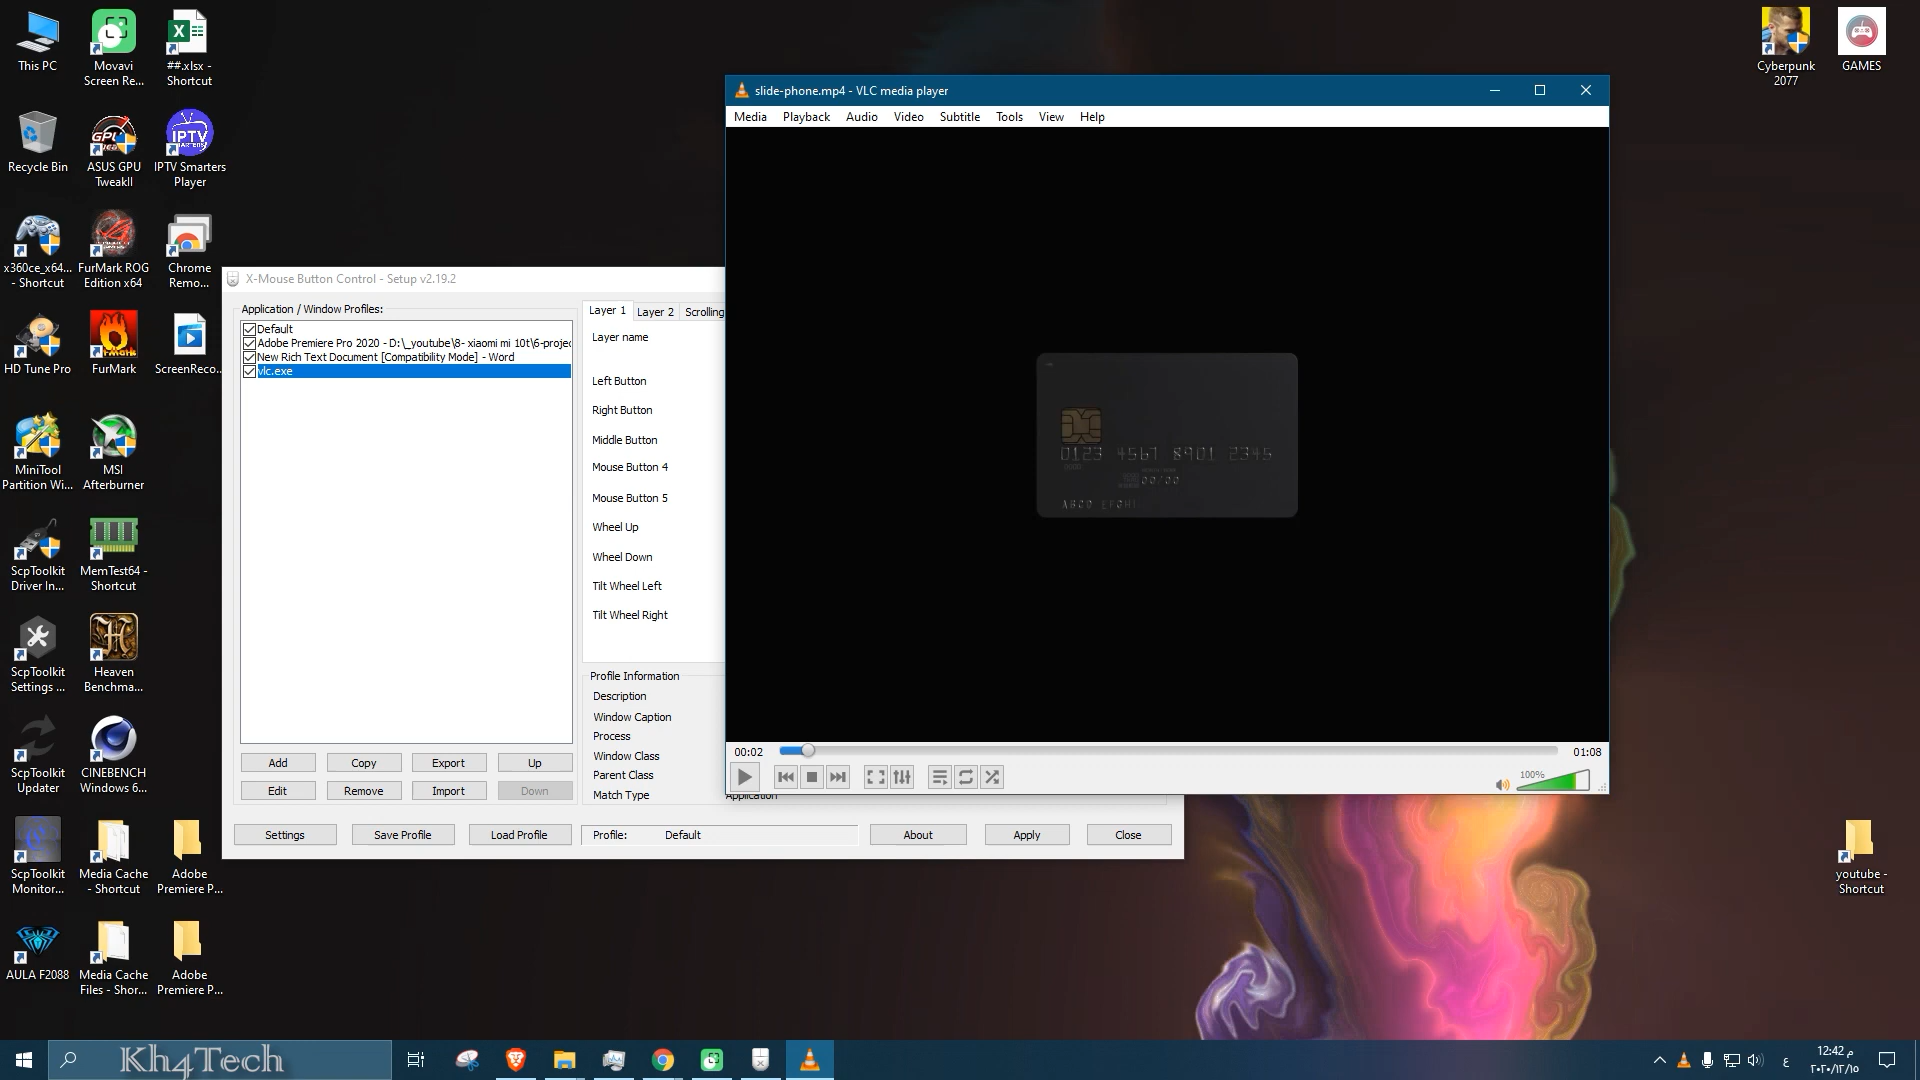 This PC
Movavi
Screen Re...
##.xlsx -
Shortcut
Recycle Bin
ASUS GPU
TweakII
IPTV Smarters
Player
x360ce_x64...
- Shortcut
FurMark ROG
Edition x64
Chrome
Remo...
HD Tune Pro
FurMark
ScreenReco...
MiniTool
Partition Wi...
MSI
Afterburner
ScpToolkit
Driver In...
MemTest64 -
Shortcut
ScpToolkit
Settings ...
Heaven
Benchma...
ScpToolkit
Updater
CINEBENCH
Windows 6...
ScpToolkit
Monitor...
Media Cache
- Shortcut
Adobe
Premiere P...
AULA F2088
Media Cache
Files - Shor...
Adobe
Premiere P...
Cyberpunk
2077
GAMES
youtube -
Shortcut
X-Mouse Button Control - Setup v2.19.2
Application / Window Profiles:
Default
Adobe Premiere Pro 2020 - D:\_youtube\8- xiaomi mi 10t\6-projec
New Rich Text Document [Compatibility Mode] - Word
vlc.exe
Add
Copy
Export
Up
Edit
Remove
Import
Down
Layer 1
Layer 2
Scrolling
Layer name
Left Button
Right Button
Middle Button
Mouse Button 4
Mouse Button 5
Wheel Up
Wheel Down
Tilt Wheel Left
Tilt Wheel Right
Profile Information
Description
Window Caption
Process
Window Class
Parent Class
Match Type
Application
Settings
Save Profile
Load Profile
Profile: Default
About
Apply
Close
slide-phone.mp4 - VLC media player
Media Playback Audio Video Subtitle Tools View Help
0123 4567 8901 2345
0000
00/00
ABCD EFGHI
00:02
01:08
100%
Kh4Tech
ع
12:42 م
٢٠٢٠/١٢/١٥